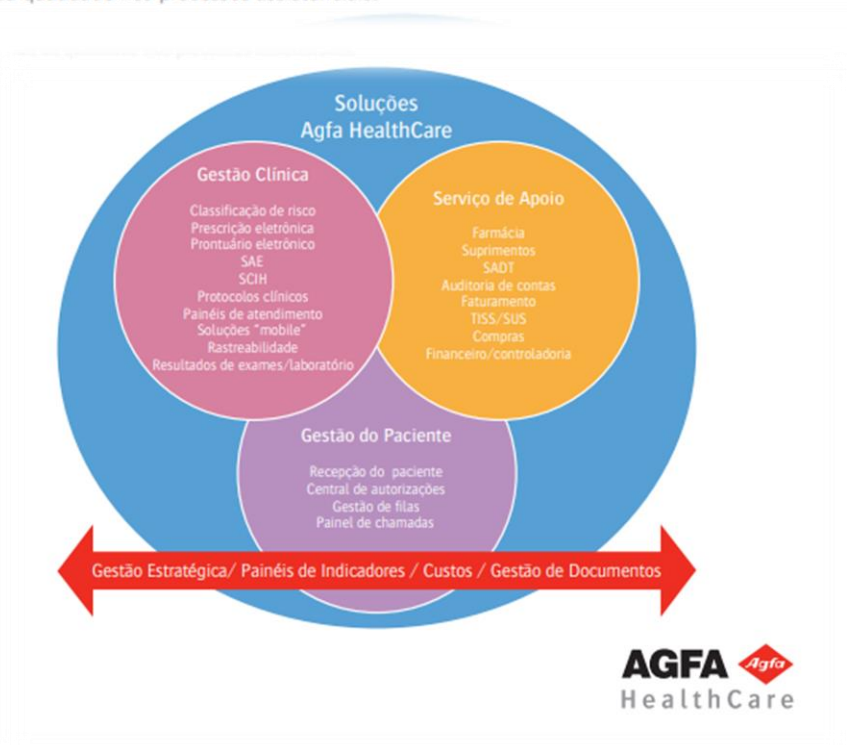 Soluções
Agfa HealthCare
Gestão Clínica
Classificação de risco
Prescrição eletrônica
Prontuário eletrônico
SAE
SCIH
Protocolos clínicos
Painéis de atendimento
Soluções "mobile"
Rastreabilidade
Resultados de exames/laboratório
Serviço de Apoio
Farmácia
Suprimentos
SADT
Auditoria de contas
Faturamento
TISS/SUS
Compras
Financeiro/controladoria
Gestão do Paciente
Recepção do paciente
Central de autorizações
Gestão de filas
Painel de chamadas
Gestão Estratégica/ Painéis de Indicadores / Custos / Gestão de Documentos
AGFA Agfa
HealthCare